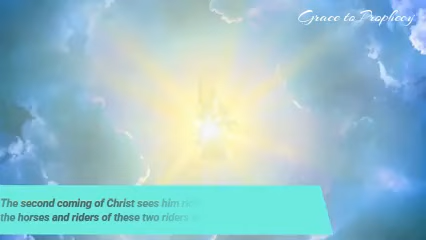 Grace to Prophecy
The second coming of Christ sees him
the horses and riders of these two riders